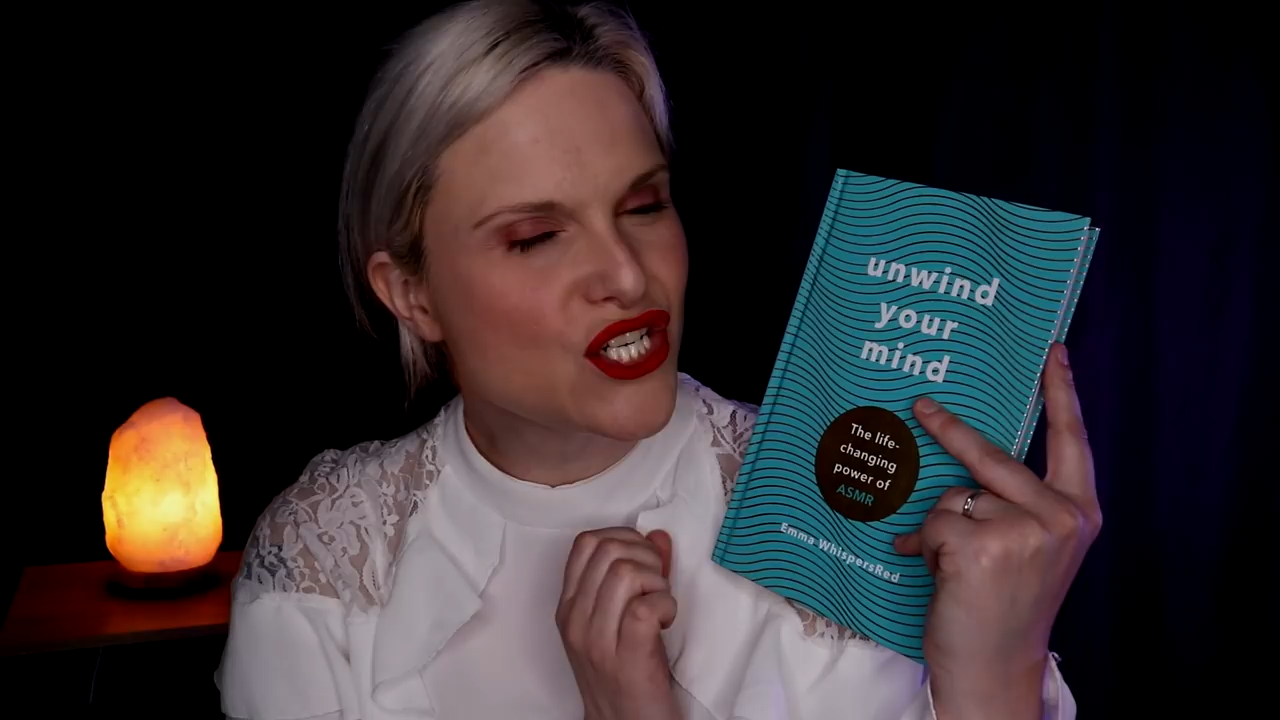 unwind
your
mind
The life-
changing
power of
ASMR
Emma WhispersRed